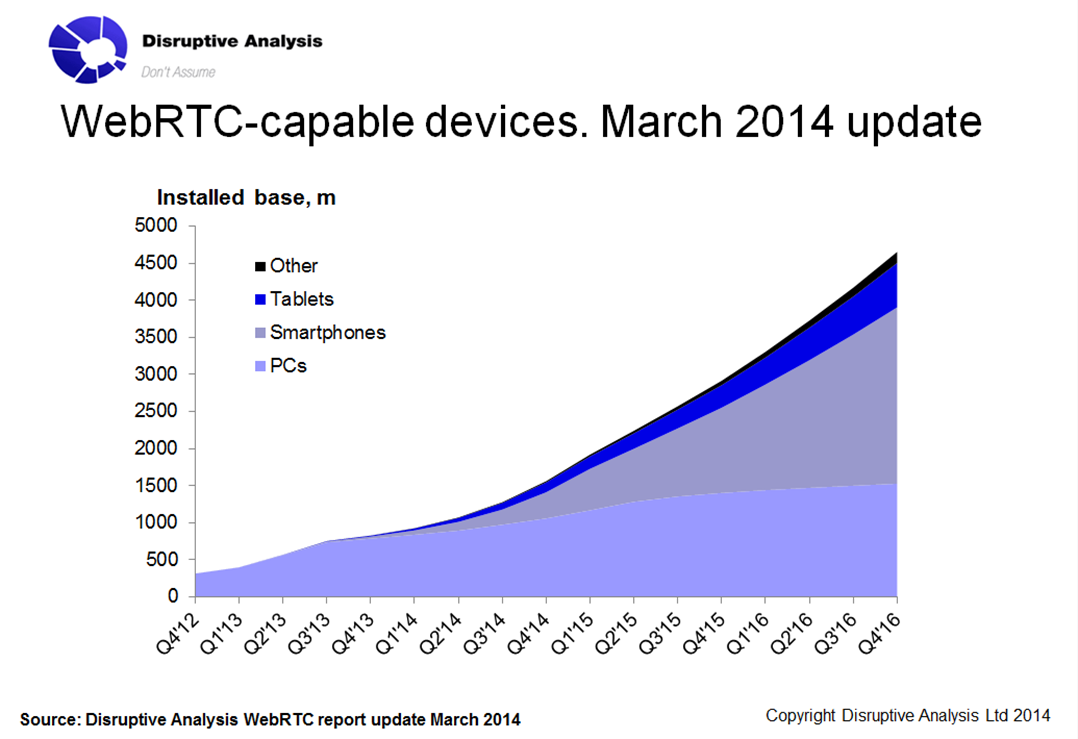 Disruptive Analysis
Don't Assume
WebRTC-capable devices. March 2014 update
Installed base, m
5000
4500
4000
3500
3000
2500
2000
1500
1000
500
0
Other
Tablets
Smartphones
PCs
Q4'12
Q1'13
Q2'13
Q3'13
Q4'13
Q1'14
Q2'14
Q3'14
Q4'14
Q1'15
Q2'15
Q3'15
Q4'15
Q1'16
Q2'16
Q3'16
Q4'16
Source: Disruptive Analysis WebRTC report update March 2014
Copyright Disruptive Analysis Ltd 2014